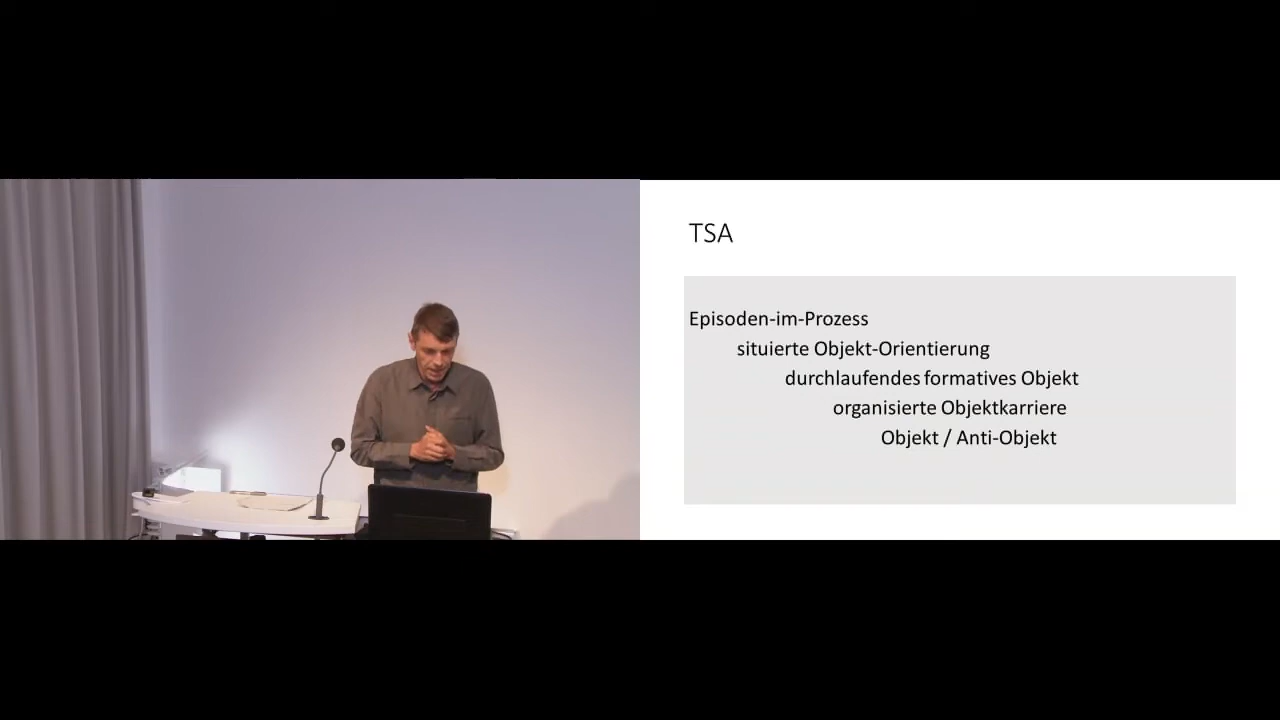 TSA
Episoden-im-Prozess
situierte Objekt-Orientierung
durchlaufendes formatives Objekt
organisierte Objektkarriere
Objekt / Anti-Objekt